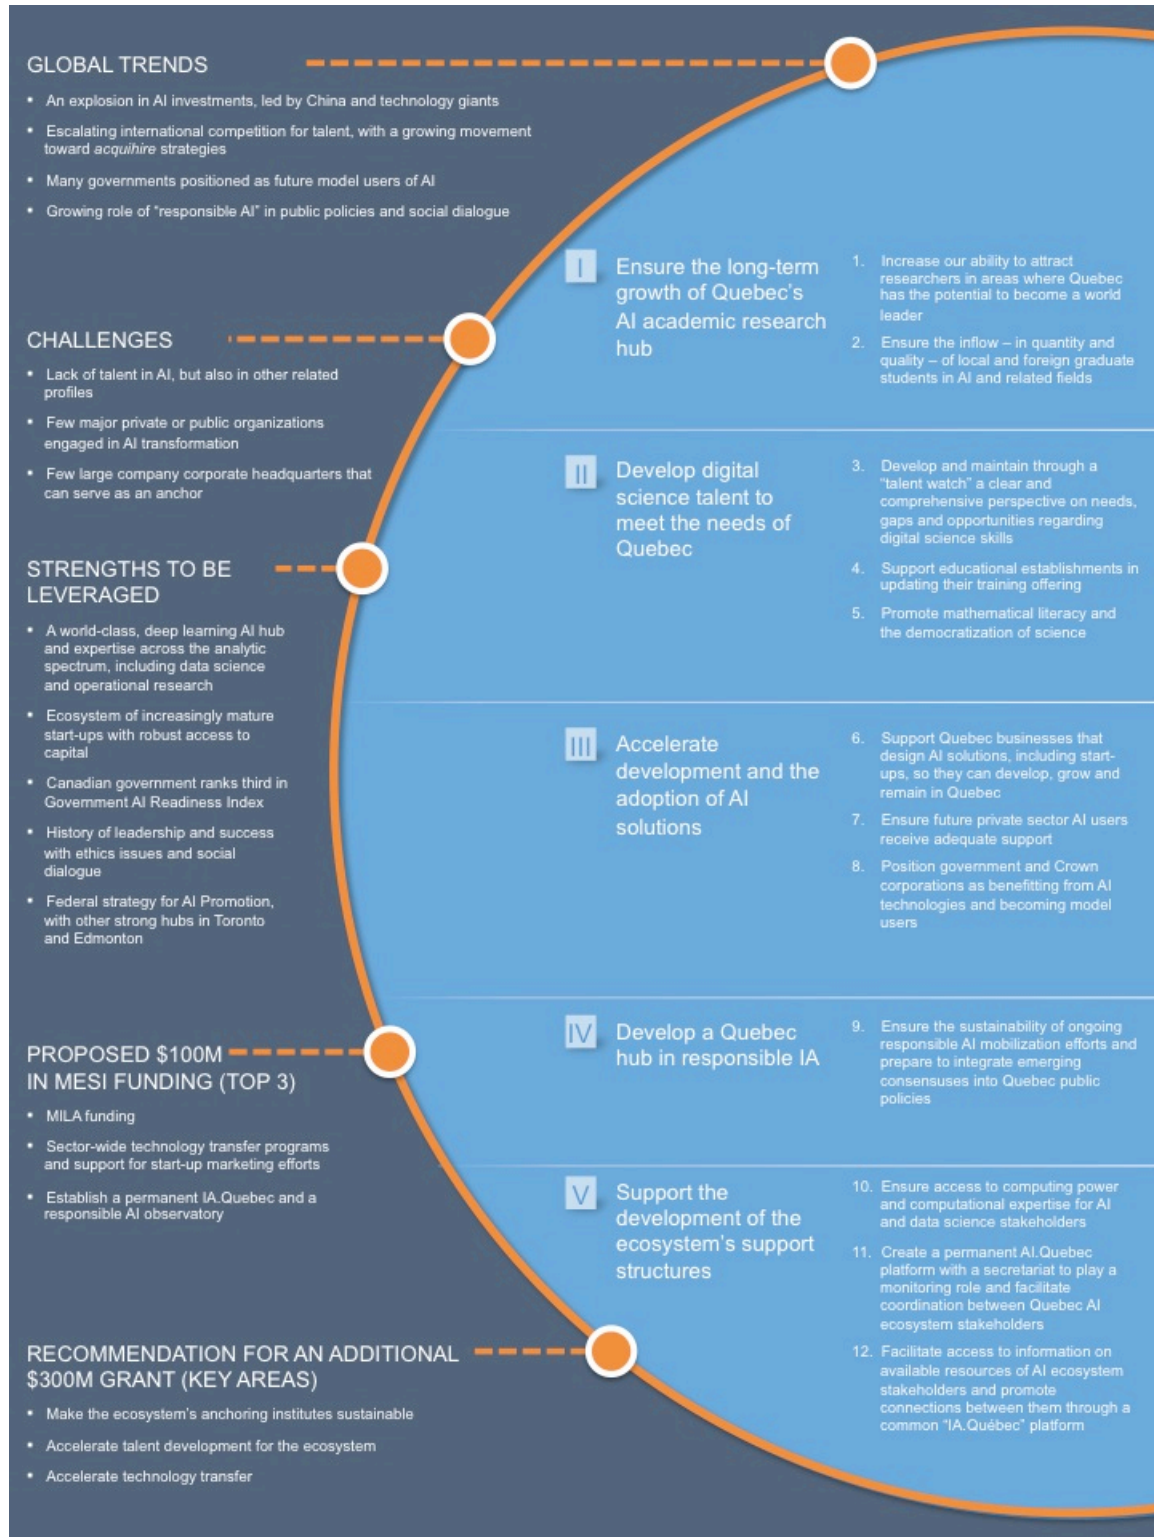 GLOBAL TRENDS
• An explosion in AI investments, led by China and technology giants
• Escalating international competition for talent, with a growing movement
toward acquihire strategies
• Many governments positioned as future model users of AI
• Growing role of “responsible AI” in public policies and social dialogue
CHALLENGES
• Lack of talent in AI, but also in other related
profiles
• Few major private or public organizations
engaged in AI transformation
• Few large company corporate headquarters that
can serve as an anchor
STRENGTHS TO BE
LEVERAGED
• A world-class, deep learning AI hub
and expertise across the analytic
spectrum, including data science
and operational research
• Ecosystem of increasingly mature
start-ups with robust access to
capital
• Canadian government ranks third in
Government AI Readiness Index
• History of leadership and success
with ethics issues and social
dialogue
• Federal strategy for AI Promotion,
with other strong hubs in Toronto
and Edmonton
PROPOSED $100M
IN MESI FUNDING (TOP 3)
• MILA funding
• Sector-wide technology transfer programs
and support for start-up marketing efforts
• Establish a permanent IA.Quebec and a
responsible AI observatory
RECOMMENDATION FOR AN ADDITIONAL
$300M GRANT (KEY AREAS)
• Make the ecosystem’s anchoring institutes sustainable
• Accelerate talent development for the ecosystem
• Accelerate technology transfer
I
Ensure the long-term
growth of Quebec’s
AI academic research
hub
1. Increase our ability to attract
researchers in areas where Quebec
has the potential to become a world
leader
2. Ensure the inflow – in quantity and
quality – of local and foreign graduate
students in AI and related fields
II
Develop digital
science talent to
meet the needs of
Quebec
3. Develop and maintain through a
“talent watch” a clear and
comprehensive perspective on needs,
gaps and opportunities regarding
digital science skills
4. Support educational establishments in
updating their training offering
5. Promote mathematical literacy and
the democratization of science
III
Accelerate
development and the
adoption of AI
solutions
6. Support Quebec businesses that
design AI solutions, including start-
ups, so they can develop, grow and
remain in Quebec
7. Ensure future private sector AI users
receive adequate support
8. Position government and Crown
corporations as benefitting from AI
technologies and becoming model
users
IV
Develop a Quebec
hub in responsible IA
9. Ensure the sustainability of ongoing
responsible AI mobilization efforts and
prepare to integrate emerging
consensuses into Quebec public
policies
V
Support the
development of the
ecosystem’s support
structures
10. Ensure access to computing power
and computational expertise for AI
and data science stakeholders
11. Create a permanent AI.Quebec
platform with a secretariat to play a
monitoring role and facilitate
coordination between Quebec AI
ecosystem stakeholders
12. Facilitate access to information on
available resources of AI ecosystem
stakeholders and promote
connections between them through a
common “IA.Québec” platform